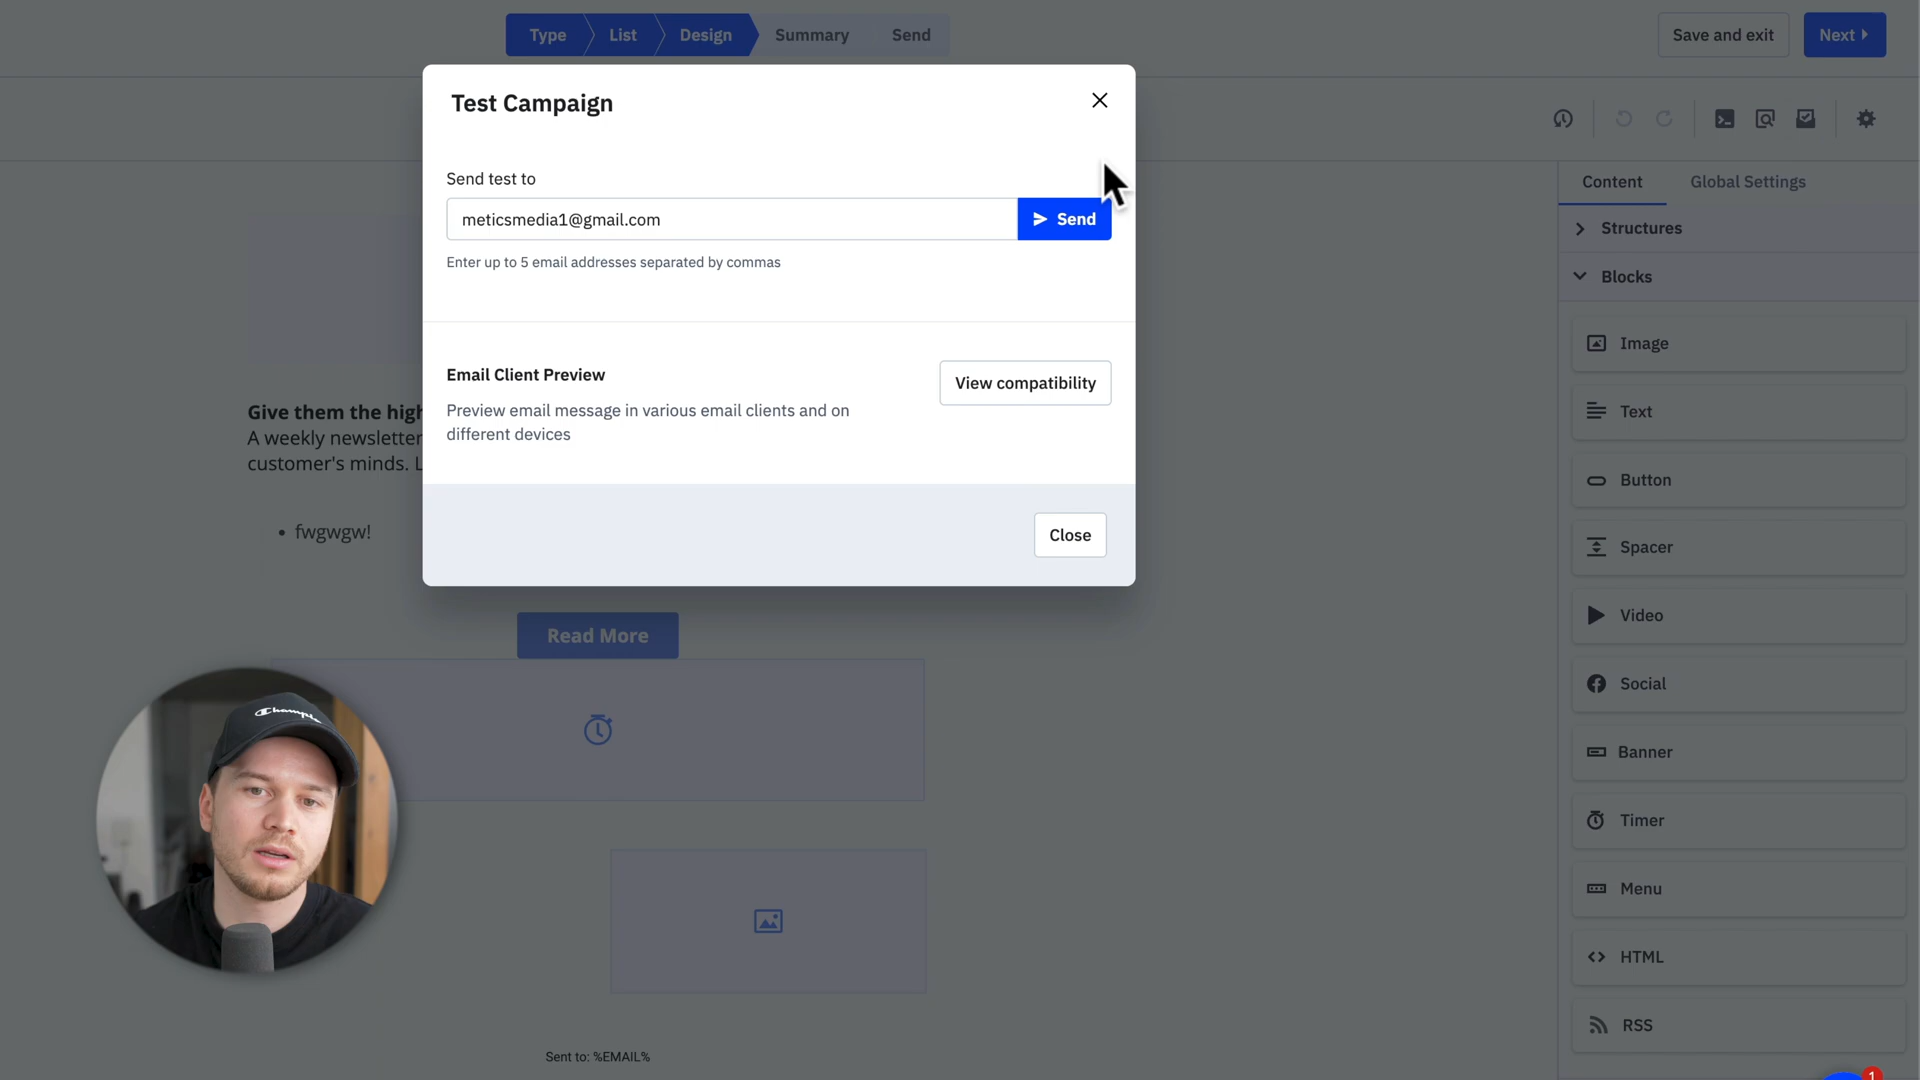 Type
List
Design
Summary
Send
Save and exit
Next
Test Campaign
Send test to
meticsmedia1@gmail.com
Send
Enter up to 5 email addresses separated by commas
Email Client Preview
View compatibility
Preview email message in various email clients and on
different devices
Close
Give them the high
A weekly newsletter
customer's minds. L
• fwgwgw!
Read More
Sent to: %EMAIL%
Content
Global Settings
Structures
Blocks
Image
Text
Button
Spacer
Video
Social
Banner
Timer
Menu
HTML
RSS
1